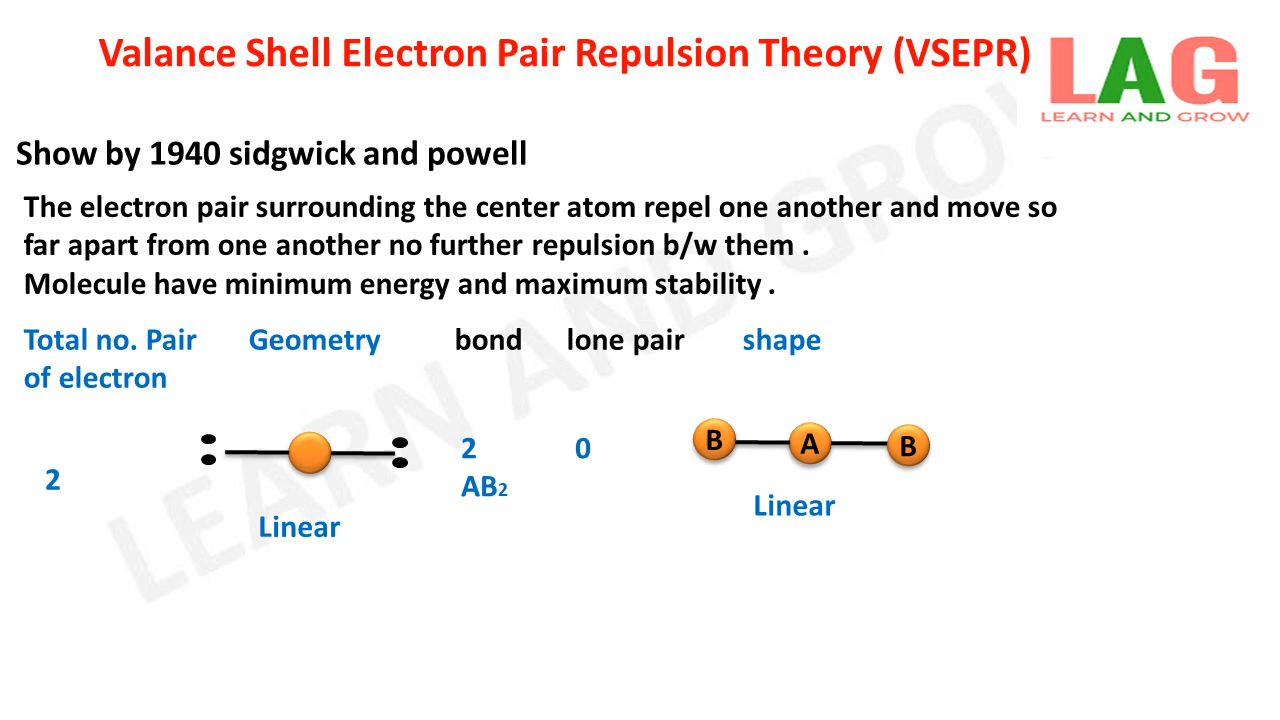 Valance Shell Electron Pair Repulsion Theory (VSEPR)
LAG
LEARN AND GROW
Show by 1940 sidgwick and powell
The electron pair surrounding the center atom repel one another and move so
far apart from one another no further repulsion b/w them .
Molecule have minimum energy and maximum stability .
Total no. Pair Geometry bond lone pair shape
of electron
2 0 B A B
2 AB2
Linear Linear
LEARN AND GROW